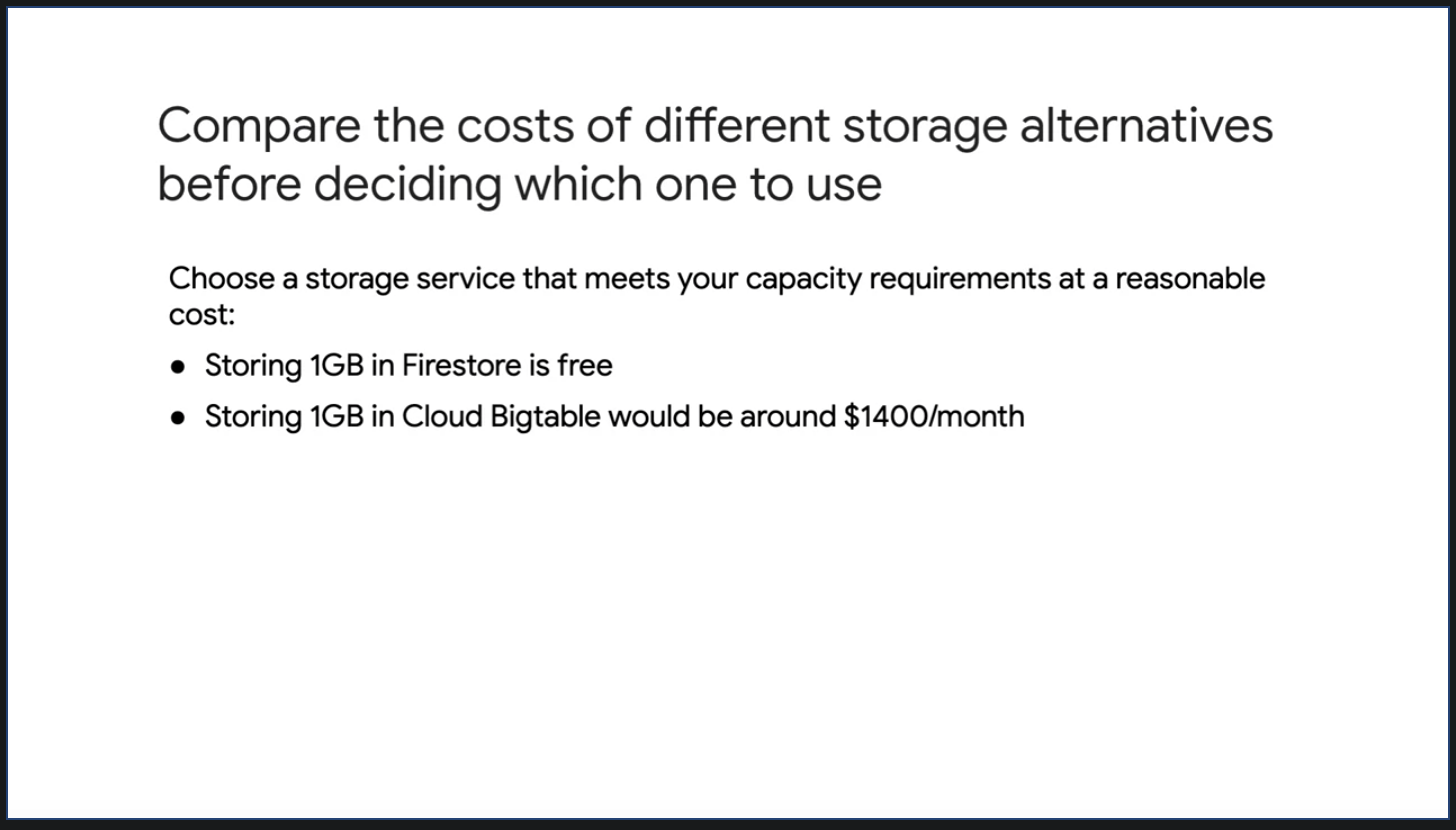 Compare the costs of different storage alternatives
before deciding which one to use
Choose a storage service that meets your capacity requirements at a reasonable
cost:
● Storing 1GB in Firestore is free
● Storing 1GB in Cloud Bigtable would be around $1400/month